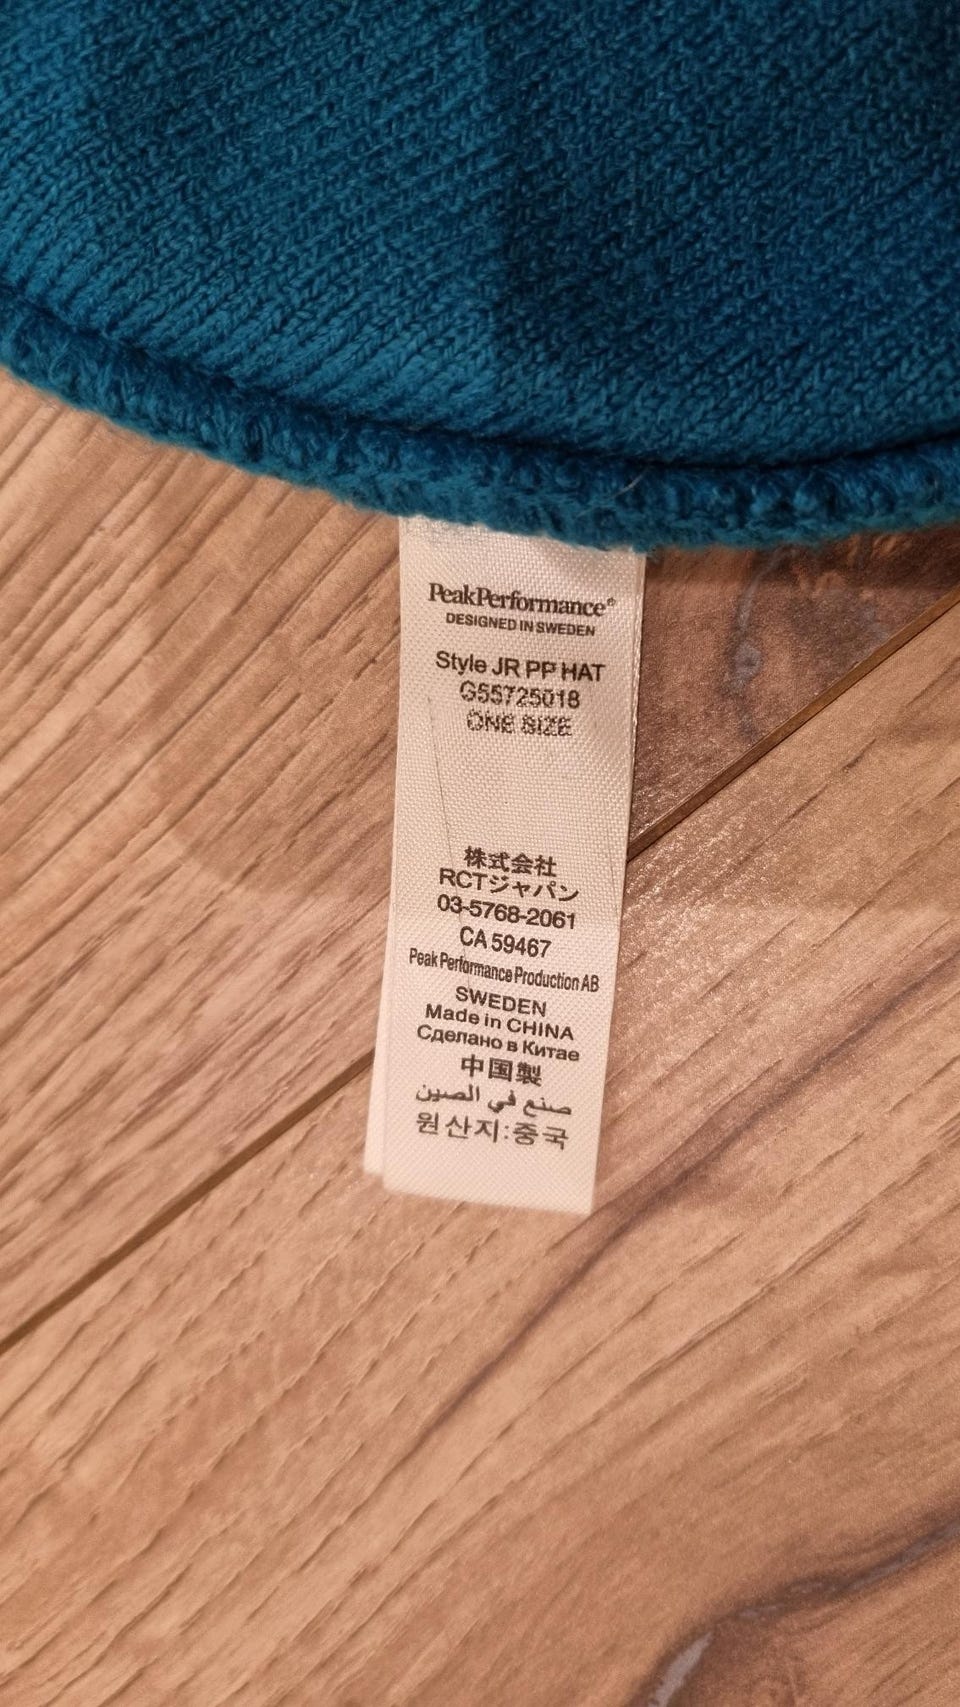 PeakPerformance®
DESIGNED IN SWEDEN
Style JR PP HAT
G55725018
ONE SIZE
株式会社
RCTジャパン
03-5768-2061
CA 59467
Peak Performance Production AB
SWEDEN
Made in CHINA
Сделано в Китае
中国製
صنع في الصين
원산지:중국